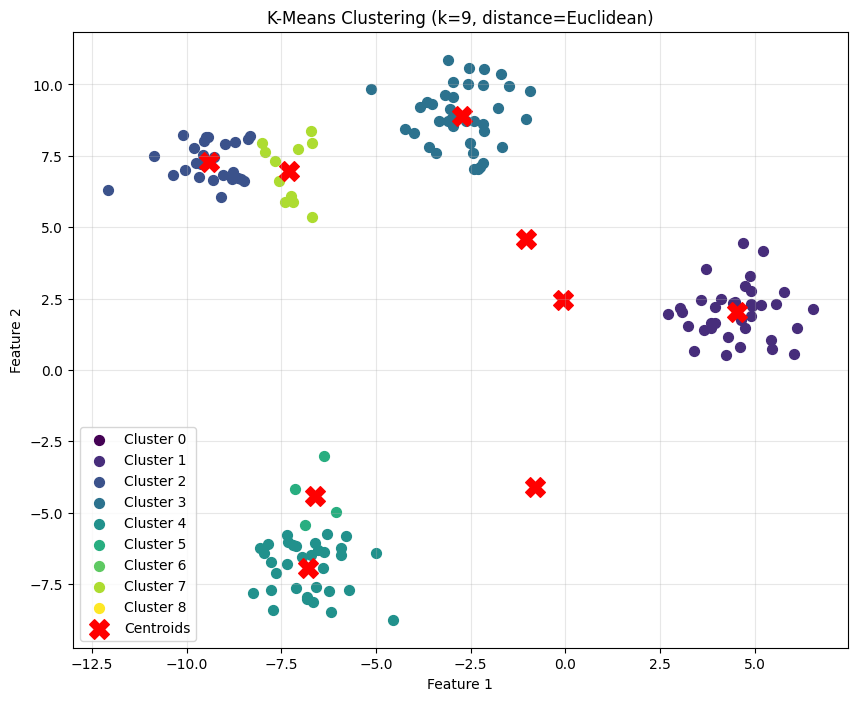 K-Means Clustering (k=9, distance=Euclidean)
Feature 2
10.0
7.5
5.0
2.5
0.0
−2.5
−5.0
−7.5
Cluster 0
Cluster 1
Cluster 2
Cluster 3
Cluster 4
Cluster 5
Cluster 6
Cluster 7
Cluster 8
Centroids
−12.5 −10.0 −7.5 −5.0 −2.5 0.0 2.5 5.0
Feature 1